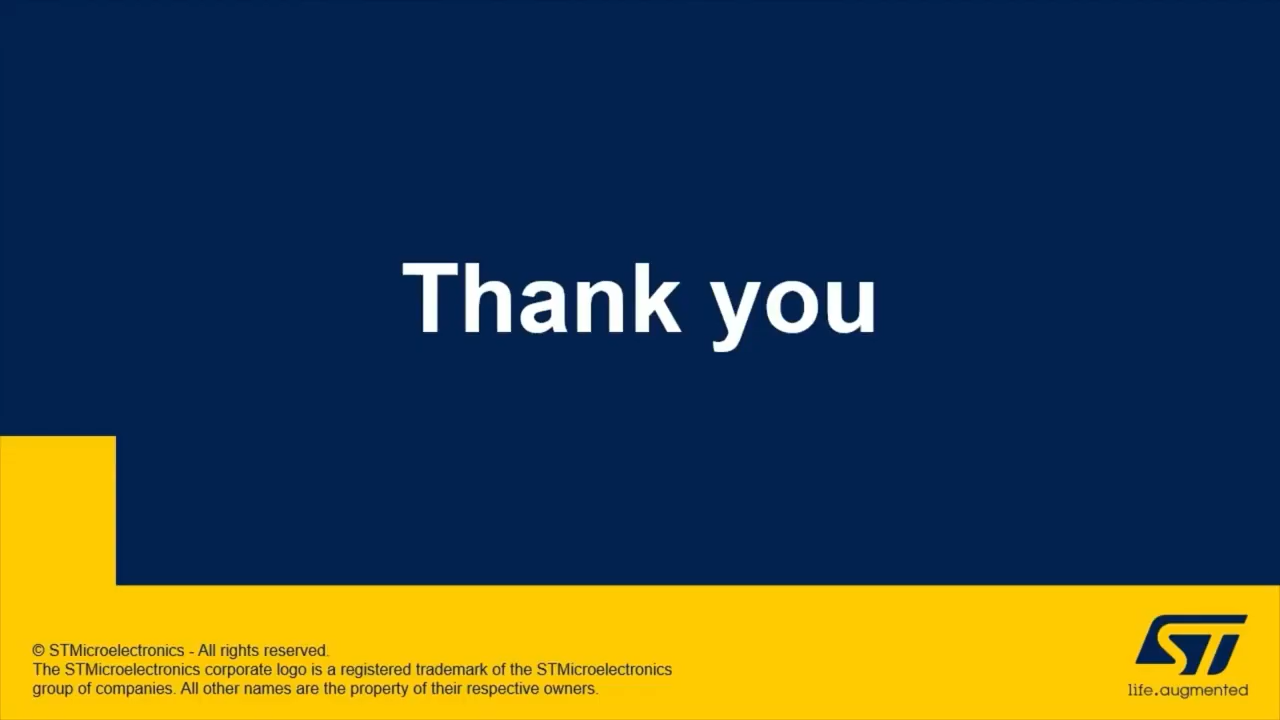 Thank you
© STMicroelectronics - All rights reserved.
The STMicroelectronics corporate logo is a registered trademark of the STMicroelectronics
group of companies. All other names are the property of their respective owners.
ST
life.augmented